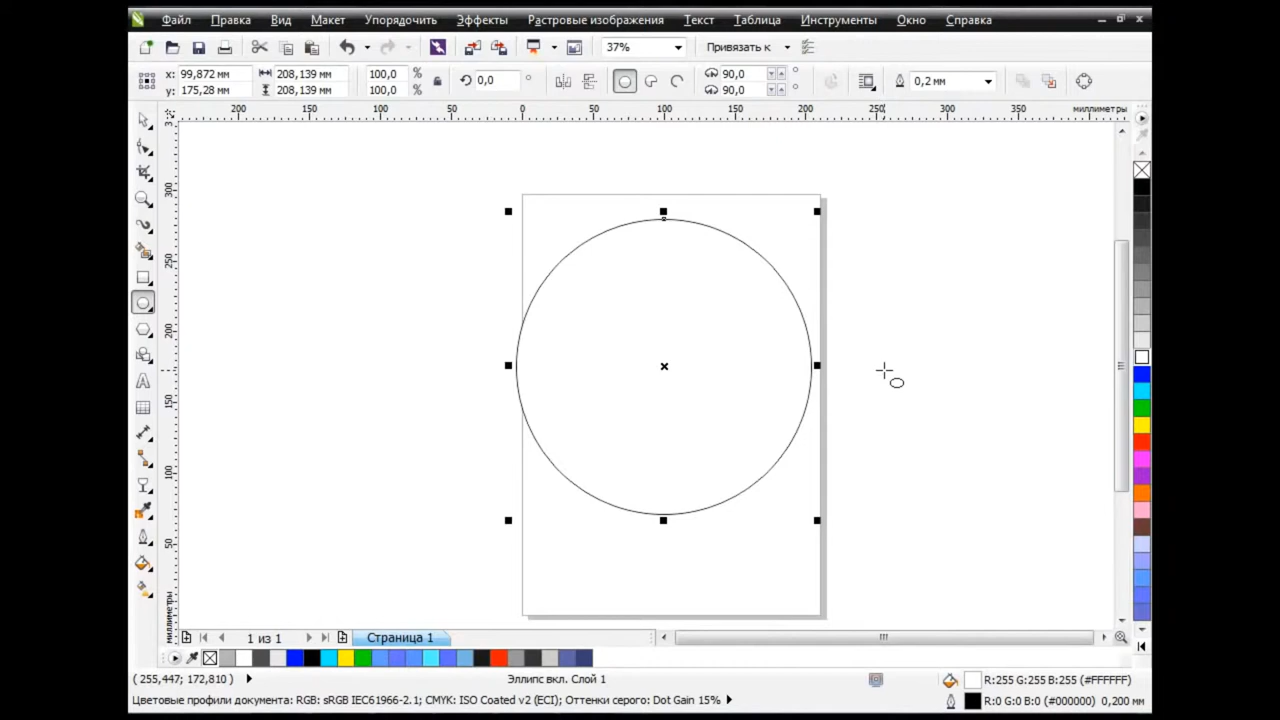 Файл Правка Вид Макет Упорядочить Эффекты Растровые изображения Текст Таблица Инструменты Окно Справка
37% Привязать к
x: 99,872 мм 208,139 мм 100,0 % 0,0 ° 90,0 ° 0,2 мм
y: 175,28 мм 208,139 мм 100,0 % 90,0
200 150 100 50 0 50 100 150 200 250 300 350 миллиметры
300
250
200
150
100
50
миллиметры
1 из 1 Страница 1
( 255,447; 172,810 ) Эллипс вкл. Слой 1 R:255 G:255 B:255 (#FFFFFF)
Цветовые профили документа: RGB: sRGB IEC61966-2.1; CMYK: ISO Coated v2 (ECI); Оттенки серого: Dot Gain 15% R:0 G:0 B:0 (#000000) 0,200 мм